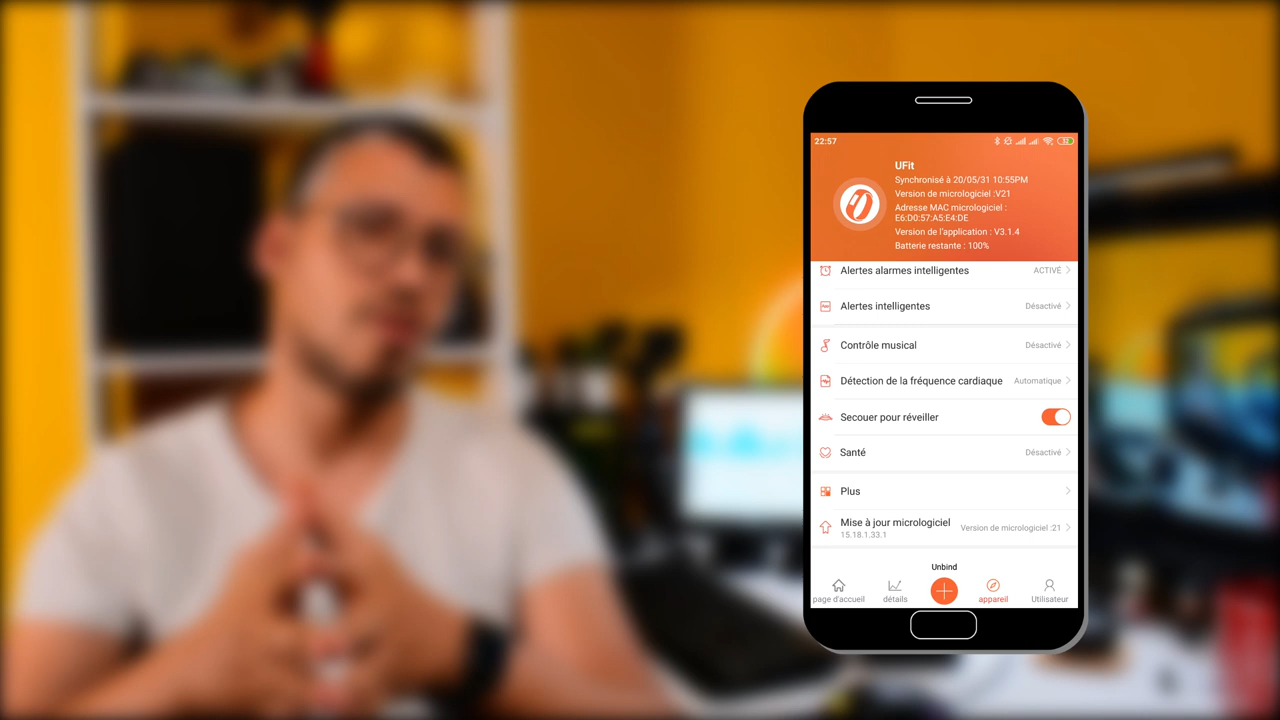 22:57
UFit
Synchronisé à 20/05/31 10:55PM
Version de micrologiciel :V21
Adresse MAC micrologiciel :
E6:D0:57:A5:E4:DE
Version de l'application : V3.1.4
Batterie restante : 100%
Alertes alarmes intelligentes ACTIVÉ
Alertes intelligentes Désactivé
Contrôle musical Désactivé
Détection de la fréquence cardiaque Automatique
Secouer pour réveiller
Santé Désactivé
Plus
Mise à jour micrologiciel Version de micrologiciel :21
15.18.1.33.1
Unbind
page d'accueil détails appareil Utilisateur